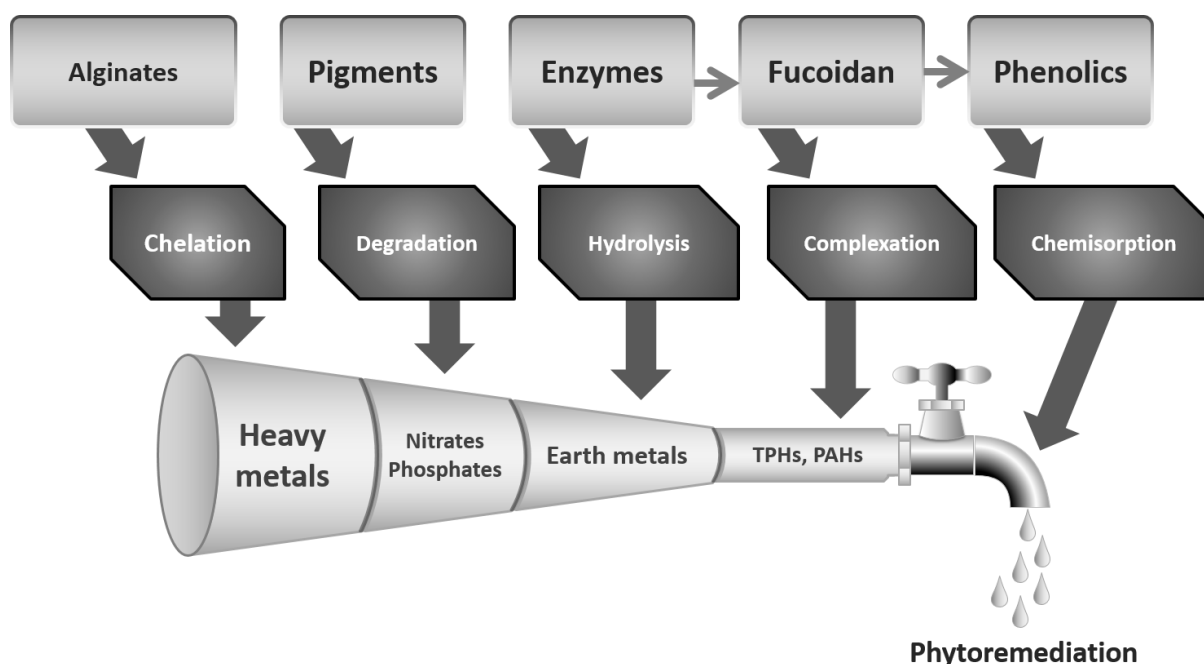 Alginates
Pigments
Enzymes
Fucoidan
Phenolics
Chelation
Degradation
Hydrolysis
Complexation
Chemisorption
Heavy
metals
Nitrates
Phosphates
Earth metals
TPHs, PAHs
Phytoremediation